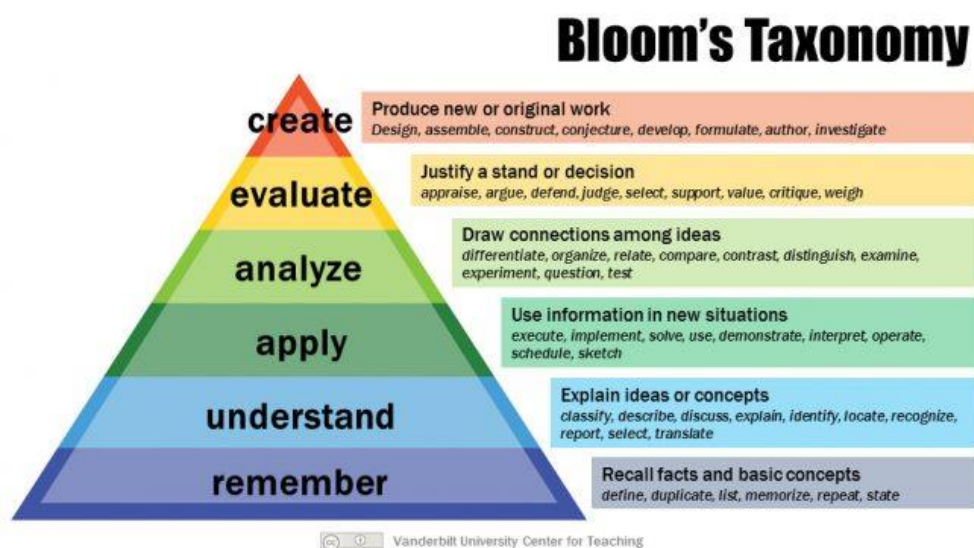 Bloom's Taxonomy
create
Produce new or original work
Design, assemble, construct, conjecture, develop, formulate, author, investigate
evaluate
Justify a stand or decision
appraise, argue, defend, judge, select, support, value, critique, weigh
analyze
Draw connections among ideas
differentiate, organize, relate, compare, contrast, distinguish, examine,
experiment, question, test
apply
Use information in new situations
execute, implement, solve, use, demonstrate, interpret, operate,
schedule, sketch
understand
Explain ideas or concepts
classify, describe, discuss, explain, identify, locate, recognize,
report, select, translate
remember
Recall facts and basic concepts
define, duplicate, list, memorize, repeat, state
cc
Vanderbilt University Center for Teaching